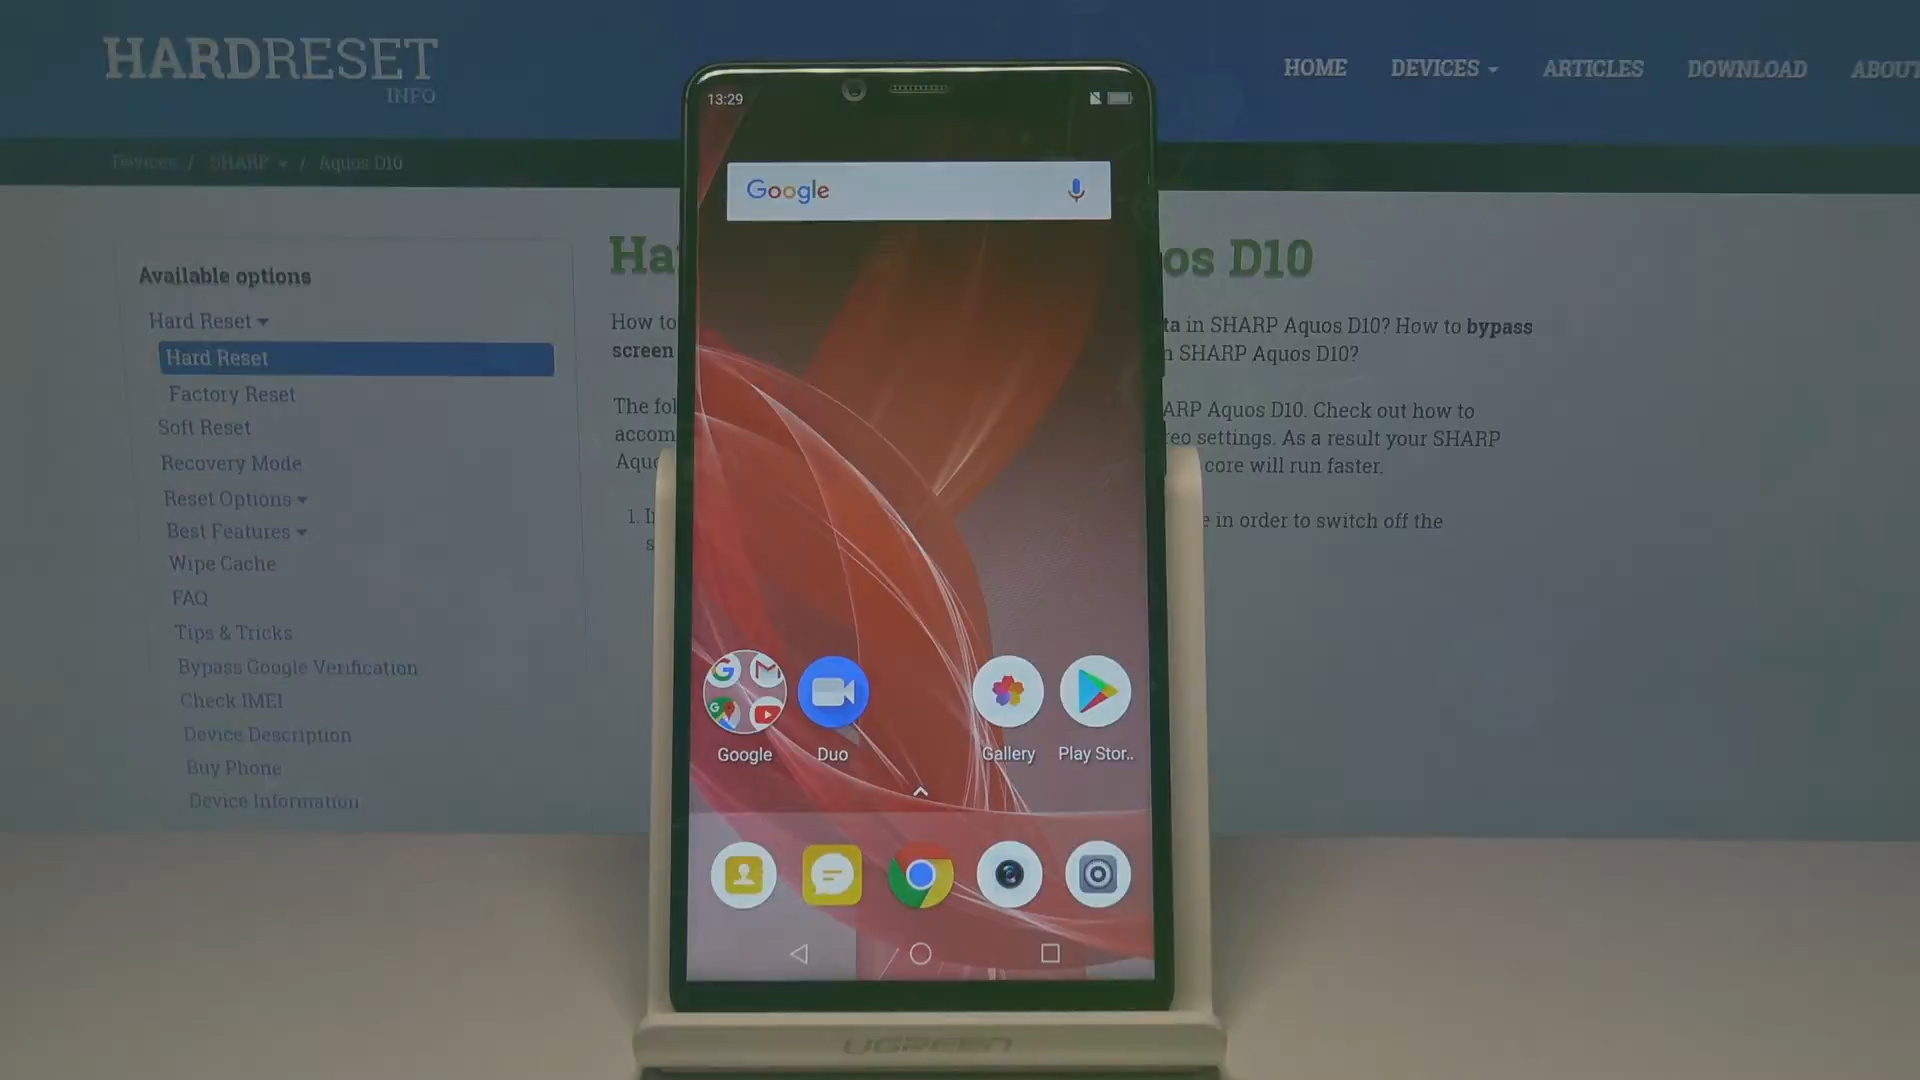 HARDRESET
INFO
HOME DEVICES ARTICLES DOWNLOAD ABOUT
Devices / SHARP / Aquos D10
13:29
Google
Available options
Hard Reset
Hard Reset
Factory Reset
Soft Reset
Recovery Mode
Reset Options
Best Features
Wipe Cache
FAQ
Tips & Tricks
Bypass Google Verification
Check IMEI
Device Description
Buy Phone
Device Information
Ha os D10
How to ta in SHARP Aquos D10? How to bypass
screen n SHARP Aquos D10?
The fol ARP Aquos D10. Check out how to
accom reo settings. As a result your SHARP
Aquo core will run faster.
1. I e in order to switch off the
s
Google Duo Gallery Play Stor..
UGREEN